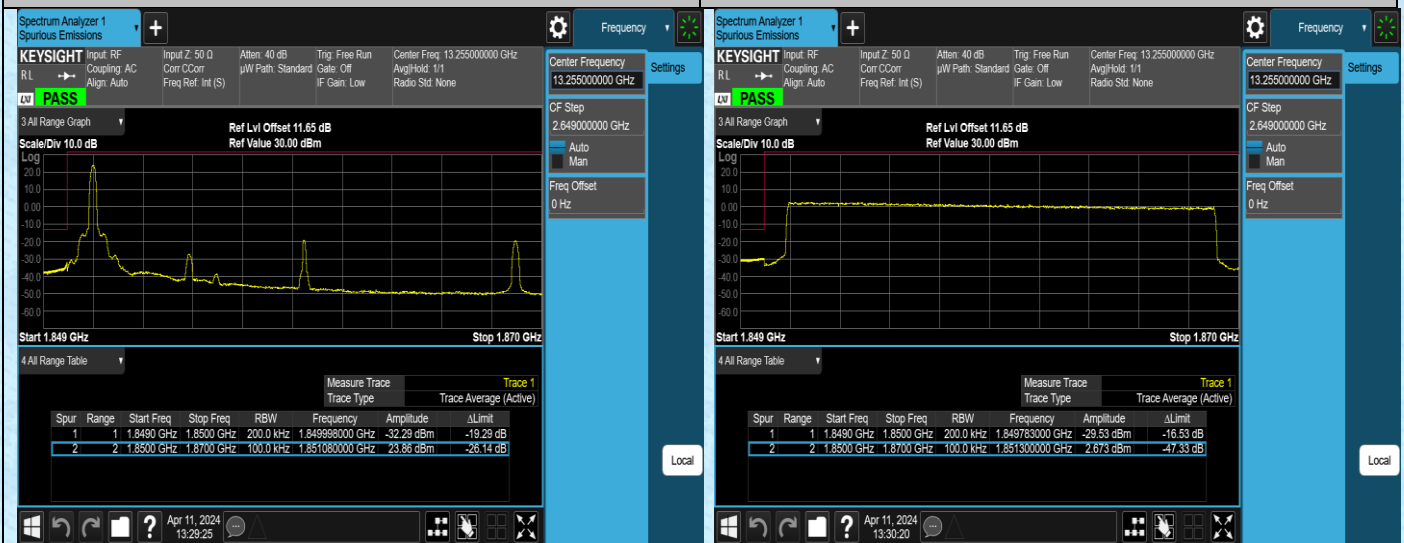 Spectrum Analyzer 1
Spurious Emissions
+
Frequency
KEYSIGHT
RL
LXI
PASS
Input: RF
Coupling: AC
Align: Auto
Input Z: 50 Ω
Corr CCorr
Freq Ref: Int (S)
Atten: 40 dB
µW Path: Standard
Trig: Free Run
Gate: Off
IF Gain: Low
Center Freq: 13.255000000 GHz
Avg|Hold: 1/1
Radio Std: None
Center Frequency
13.255000000 GHz
Settings
CF Step
2.649000000 GHz
Auto
Man
Freq Offset
0 Hz
3 All Range Graph
Ref Lvl Offset 11.65 dB
Scale/Div 10.0 dB
Ref Value 30.00 dBm
Log
20.0
10.0
0.00
-10.0
-20.0
-30.0
-40.0
-50.0
-60.0
Start 1.849 GHz
Stop 1.870 GHz
4 All Range Table
Measure Trace Trace 1
Trace Type Trace Average (Active)
Spur Range Start Freq Stop Freq RBW Frequency Amplitude ΔLimit
1 1 1.8490 GHz 1.8500 GHz 200.0 kHz 1.849998000 GHz -32.29 dBm -19.29 dB
2 2 1.8500 GHz 1.8700 GHz 100.0 kHz 1.851080000 GHz 23.86 dBm -26.14 dB
Local
?
Apr 11, 2024
13:29:25
Spectrum Analyzer 1
Spurious Emissions
+
Frequency
KEYSIGHT
RL
LXI
PASS
Input: RF
Coupling: AC
Align: Auto
Input Z: 50 Ω
Corr CCorr
Freq Ref: Int (S)
Atten: 40 dB
µW Path: Standard
Trig: Free Run
Gate: Off
IF Gain: Low
Center Freq: 13.255000000 GHz
Avg|Hold: 1/1
Radio Std: None
Center Frequency
13.255000000 GHz
Settings
CF Step
2.649000000 GHz
Auto
Man
Freq Offset
0 Hz
3 All Range Graph
Ref Lvl Offset 11.65 dB
Scale/Div 10.0 dB
Ref Value 30.00 dBm
Log
20.0
10.0
0.00
-10.0
-20.0
-30.0
-40.0
-50.0
-60.0
Start 1.849 GHz
Stop 1.870 GHz
4 All Range Table
Measure Trace Trace 1
Trace Type Trace Average (Active)
Spur Range Start Freq Stop Freq RBW Frequency Amplitude ΔLimit
1 1 1.8490 GHz 1.8500 GHz 200.0 kHz 1.849783000 GHz -29.53 dBm -16.53 dB
2 2 1.8500 GHz 1.8700 GHz 100.0 kHz 1.851300000 GHz 2.673 dBm -47.33 dB
Local
?
Apr 11, 2024
13:30:20